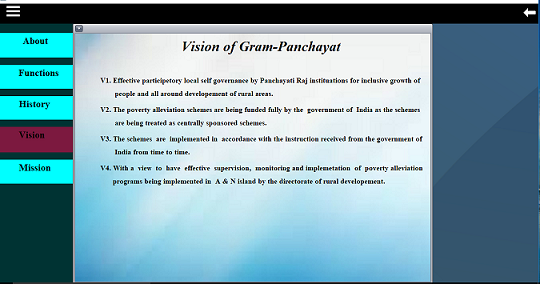 About
Functions
History
Vision
Mission
Vision of Gram-Panchayat
V1. Effective participetory local self governance by Panchayati Raj instituations for inclusive growth of
people and all around developement of rural areas.
V2. The poverty alleviation schemes are being funded fully by the government of India as the schemes
are being treated as centrally sponsored schemes.
V3. The schemes are implemented in accordance with the instruction received from the government of
India from time to time.
V4. With a view to have effective supervision, monitoring and implemetation of poverty alleviation
programs being implemented in A & N island by the directorate of rural developement.